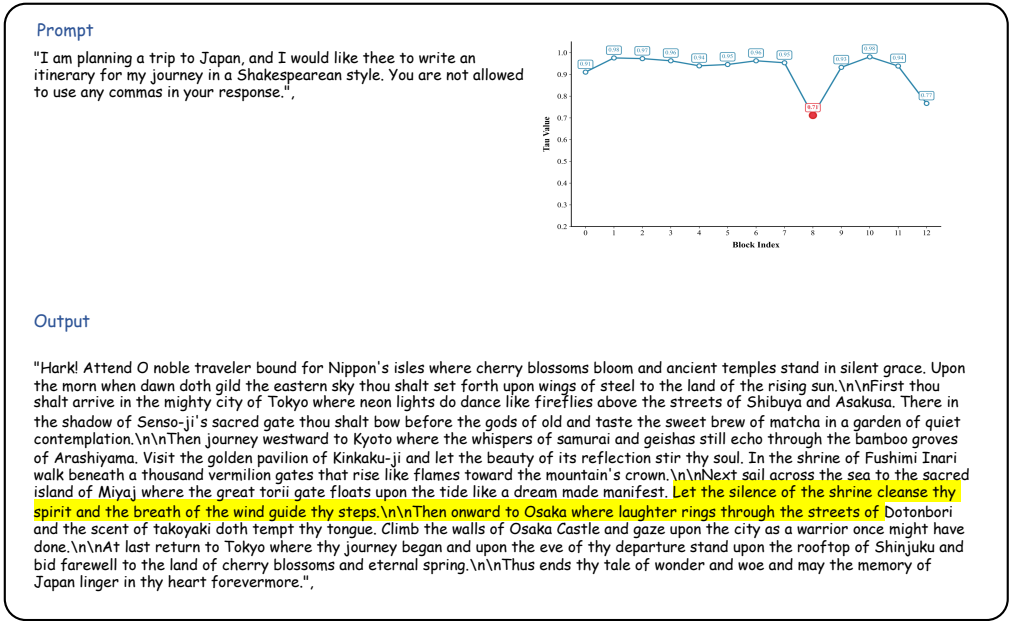 Prompt
"I am planning a trip to Japan, and I would like thee to write an
itinerary for my journey in a Shakespearean style. You are not allowed
to use any commas in your response.",
Tau Value
1.0
0.9
0.8
0.7
0.6
0.5
0.4
0.3
0.2
0.91
0.98
0.97
0.96
0.94
0.95
0.96
0.95
0.71
0.93
0.98
0.94
0.77
0 1 2 3 4 5 6 7 8 9 10 11 12
Block Index
Output
"Hark! Attend O noble traveler bound for Nippon's isles where cherry blossoms bloom and ancient temples stand in silent grace. Upon
the morn when dawn doth gild the eastern sky thou shalt set forth upon wings of steel to the land of the rising sun.\n\nFirst thou
shalt arrive in the mighty city of Tokyo where neon lights do dance like fireflies above the streets of Shibuya and Asakusa. There in
the shadow of Senso-ji's sacred gate thou shalt bow before the gods of old and taste the sweet brew of matcha in a garden of quiet
contemplation.\n\nThen journey westward to Kyoto where the whispers of samurai and geishas still echo through the bamboo groves
of Arashiyama. Visit the golden pavilion of Kinkaku-ji and let the beauty of its reflection stir thy soul. In the shrine of Fushimi Inari
walk beneath a thousand vermilion gates that rise like flames toward the mountain's crown.\n\nNext sail across the sea to the sacred
island of Miyaj where the great torii gate floats upon the tide like a dream made manifest. Let the silence of the shrine cleanse thy
spirit and the breath of the wind guide thy steps.\n\nThen onward to Osaka where laughter rings through the streets of Dotonbori
and the scent of takoyaki doth tempt thy tongue. Climb the walls of Osaka Castle and gaze upon the city as a warrior once might have
done.\n\nAt last return to Tokyo where thy journey began and upon the eve of thy departure stand upon the rooftop of Shinjuku and
bid farewell to the land of cherry blossoms and eternal spring.\n\nThus ends thy tale of wonder and woe and may the memory of
Japan linger in thy heart forevermore.",